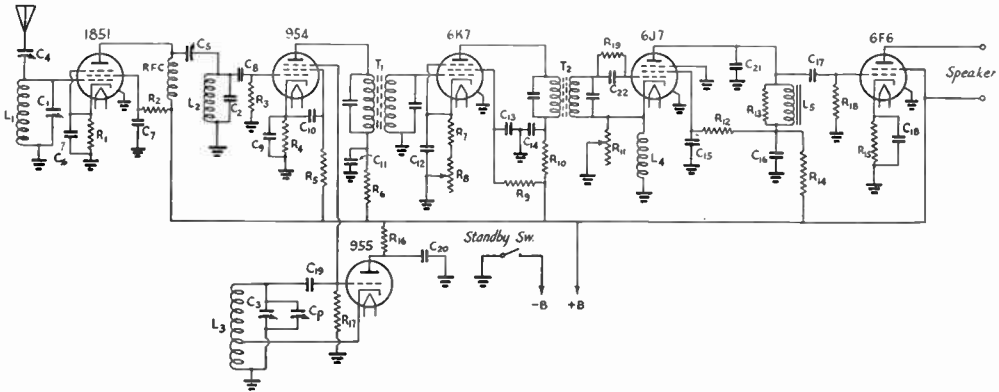 1851
954
6K7
6J7
6F6
C4
C5
RFC
C8
T1
T2
R19
C21
C17
Speaker
L1
C1
R2
L2
C2
R3
C22
R13
L5
R18
R1
C7
C9
R4
C10
R7
C13
C14
R12
C18
C11
C12
R8
R10
R11
L4
C15
C16
R15
R5
R6
R9
R14
955
R16
C20
Standby Sw.
C19
L3
C3
Cp
R17
-B
+B